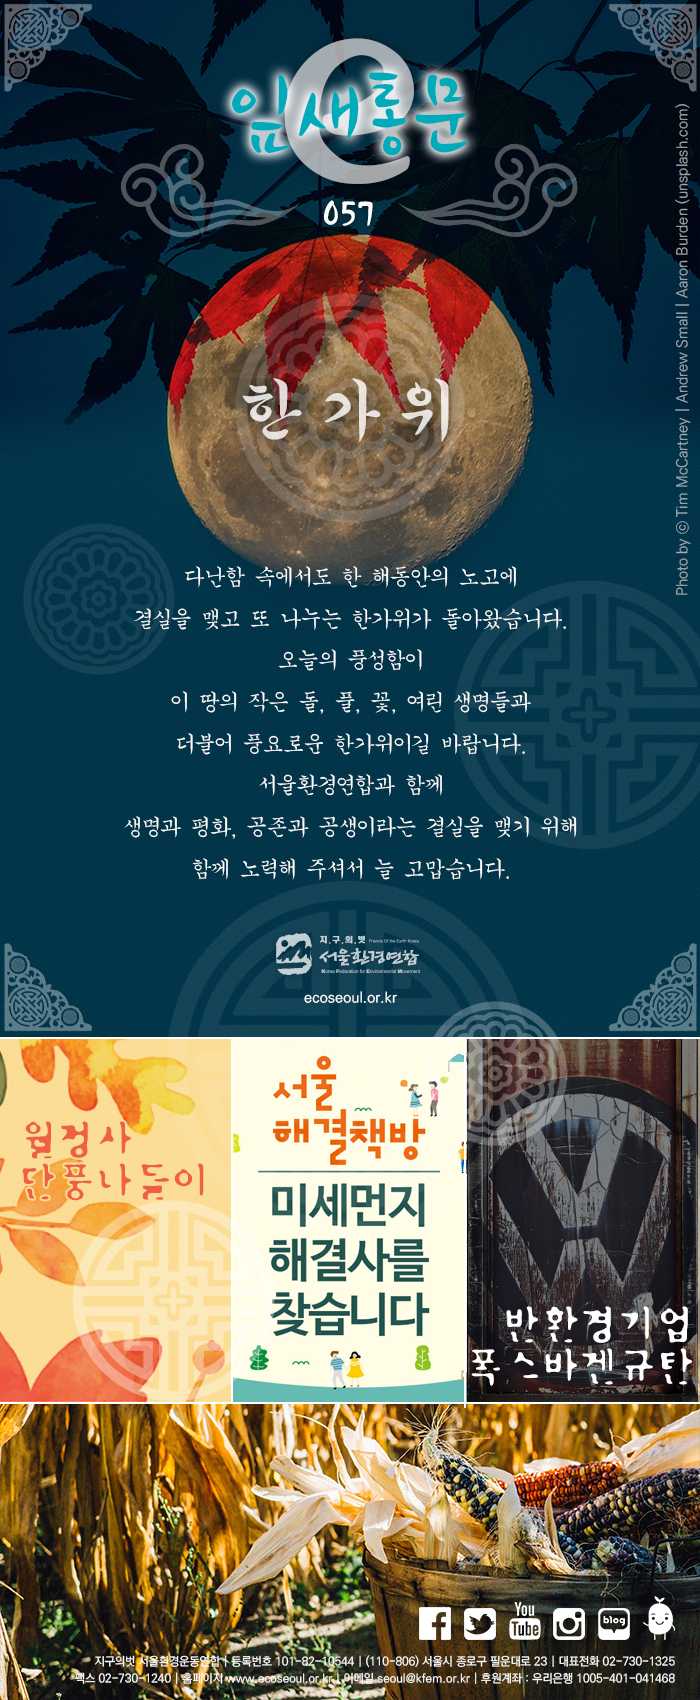 e
잎새통문
057
Photo by ⓒ Tim McCartney | Andrew Small | Aaron Burden (unsplash.com)
한가위
다난함 속에서도 한 해동안의 노고에
결실을 맺고 또 나누는 한가위가 돌아왔습니다.
오늘의 풍성함이
이 땅의 작은 돌, 풀, 꽃, 여린 생명들과
더불어 풍요로운 한가위이길 바랍니다.
서울환경연합과 함께
생명과 평화, 공존과 공생이라는 결실을 맺기 위해
함께 노력해 주셔서 늘 고맙습니다.
지구의벗 Friends Of the Earth Korea
서울환경연합
Korea Federation for Environmental Movement
ecoseoul.or.kr
월정사
단풍나들이
서울
해결책방
미세먼지
해결사를
찾습니다
반환경기업
폭스바겐규탄
You
Tube
blog
지구의벗 서울환경운동연합 | 등록번호 101-82-10544 | (110-806) 서울시 종로구 필운대로 23 | 대표전화 02-730-1325
팩스 02-730-1240 | 홈페이지 www.ecoseoul.or.kr | 이메일 seoul@kfem.or.kr | 후원계좌 : 우리은행 1005-401-041468